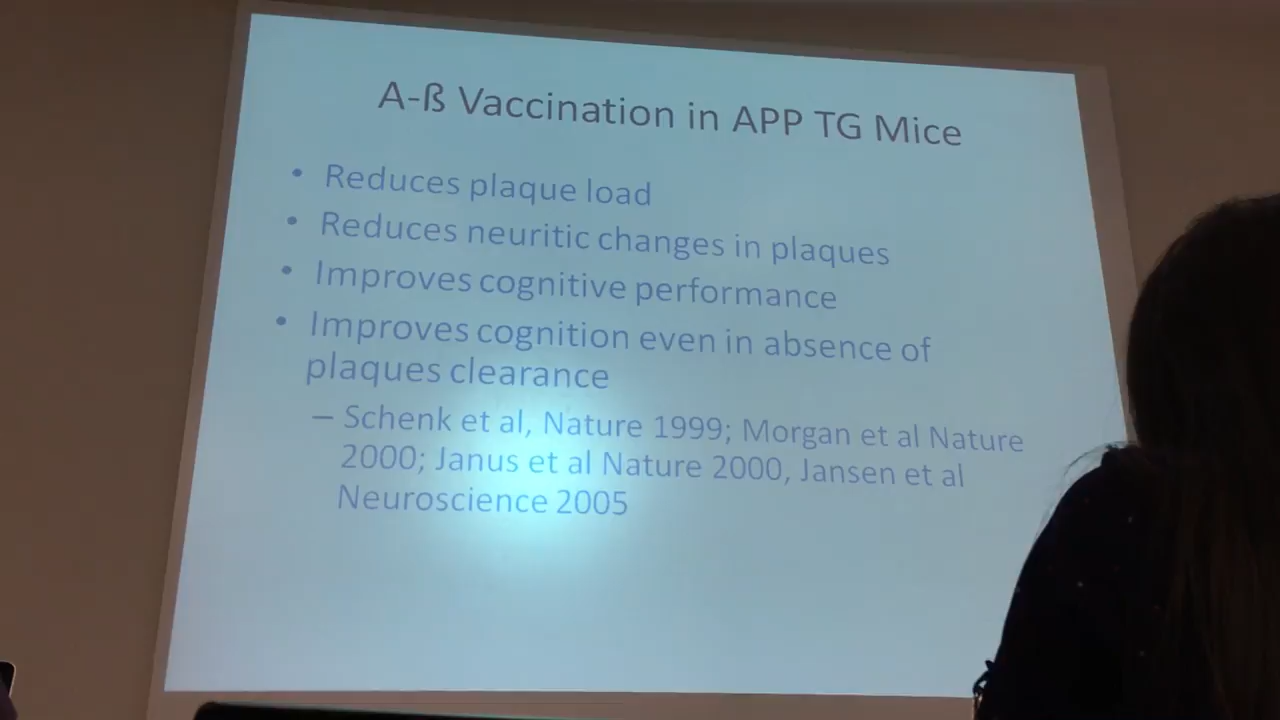 A-ß Vaccination in APP TG Mice
• Reduces plaque load
• Reduces neuritic changes in plaques
• Improves cognitive performance
• Improves cognition even in absence of
plaques clearance
– Schenk et al, Nature 1999; Morgan et al Nature
2000; Janus et al Nature 2000, Jansen et al
Neuroscience 2005